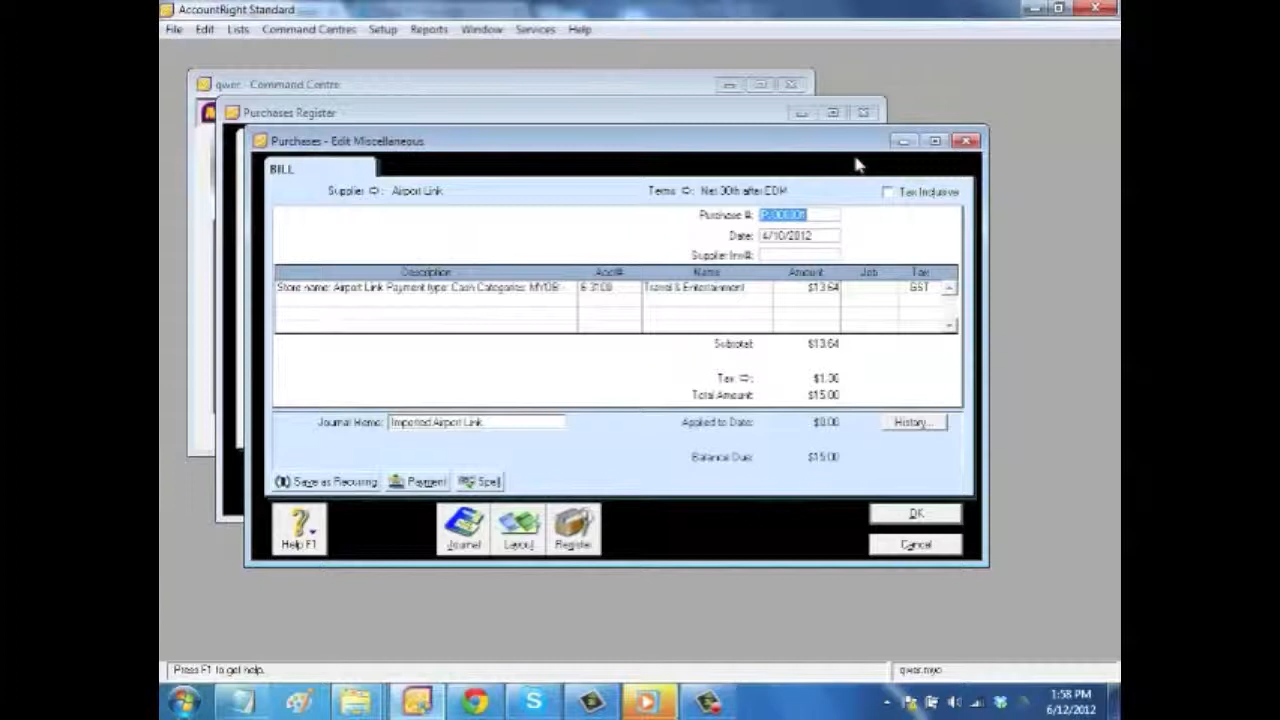 AccountRight Standard
File Edit Lists Command Centres Setup Reports Window Services Help
qwer - Command Centre
Purchases Register
Purchases - Edit Miscellaneous
BILL
Supplier Airport Link Terms Net 30th after EOM Tax Inclusive
Purchase #:
Date: 4/10/2012
Supplier Inv#:
Description Acct# Name Amount Job Tax
Store name: Airport Link Payment type: Cash Categories: MYOB: 6-3100 Travel & Entertainment $13.64 GST
Subtotal: $13.64
Tax $1.36
Total Amount: $15.00
Journal Memo: Imported Airport Link Applied to Date: $0.00 History...
Balance Due: $15.00
Save as Recurring Payment Spell
Help F1 Journal Layout Register
OK
Cancel
Press F1 to get help. qwer.myo
1:58 PM
6/12/2012